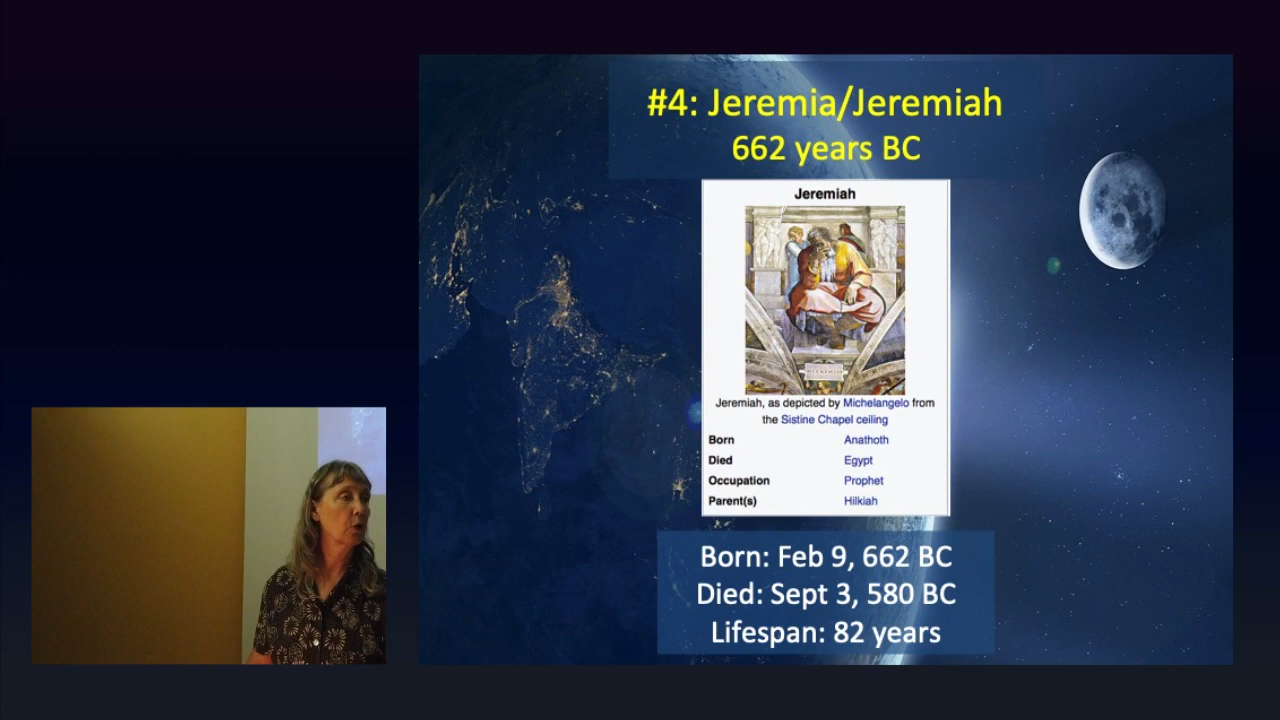 #4: Jeremia/Jeremiah
662 years BC
Jeremiah
Jeremiah, as depicted by Michelangelo from
the Sistine Chapel ceiling
Born Anathoth
Died Egypt
Occupation Prophet
Parent(s) Hilkiah
Born: Feb 9, 662 BC
Died: Sept 3, 580 BC
Lifespan: 82 years